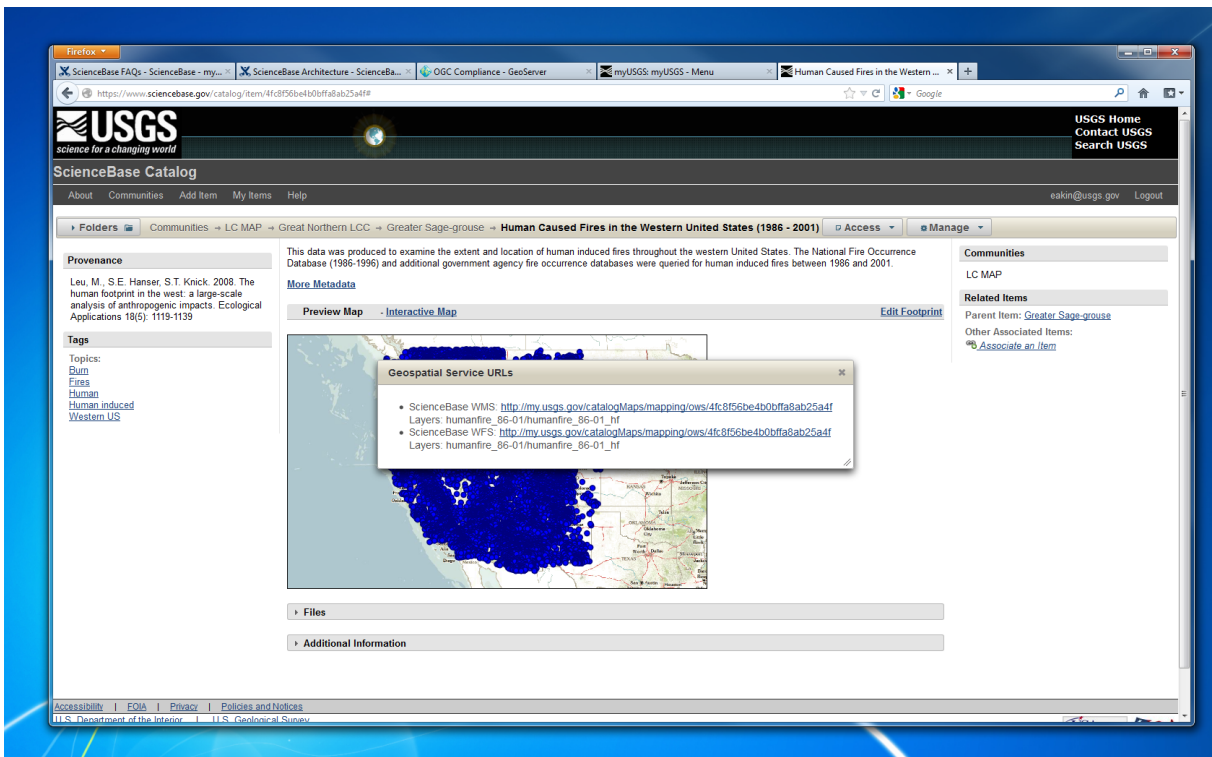 Firefox
ScienceBase FAQs - ScienceBase - my...
ScienceBase Architecture - ScienceBa...
OGC Compliance - GeoServer
myUSGS: myUSGS - Menu
Human Caused Fires in the Western ...
https://www.sciencebase.gov/catalog/item/4fc8f56be4b0bffa8ab25a4f#
Google
USGS
science for a changing world
USGS Home
Contact USGS
Search USGS
ScienceBase Catalog
About Communities Add Item My Items Help
eakin@usgs.gov Logout
Folders Communities → LC MAP → Great Northern LCC → Greater Sage-grouse → Human Caused Fires in the Western United States (1986 - 2001) Access Manage
Provenance
Leu, M., S.E. Hanser, S.T. Knick. 2008. The
human footprint in the west: a large-scale
analysis of anthropogenic impacts. Ecological
Applications 18(5): 1119-1139
Tags
Topics:
Burn
Fires
Human
Human induced
Western US
This data was produced to examine the extent and location of human induced fires throughout the western United States. The National Fire Occurrence
Database (1986-1996) and additional government agency fire occurrence databases were queried for human induced fires between 1986 and 2001.
More Metadata
Preview Map - Interactive Map Edit Footprint
Geospatial Service URLs
ScienceBase WMS: http://my.usgs.gov/catalogMaps/mapping/ows/4fc8f56be4b0bffa8ab25a4f
Layers: humanfire_86-01/humanfire_86-01_hf
ScienceBase WFS: http://my.usgs.gov/catalogMaps/mapping/ows/4fc8f56be4b0bffa8ab25a4f
Layers: humanfire_86-01/humanfire_86-01_hf
Wichita
Tulsa
Oklahoma
City
Dallas
San Austin
Files
Additional Information
Communities
LC MAP
Related Items
Parent Item: Greater Sage-grouse
Other Associated Items:
Associate an Item
Accessibility | FOIA | Privacy | Policies and Notices
U.S. Department of the Interior | U.S. Geological Survey